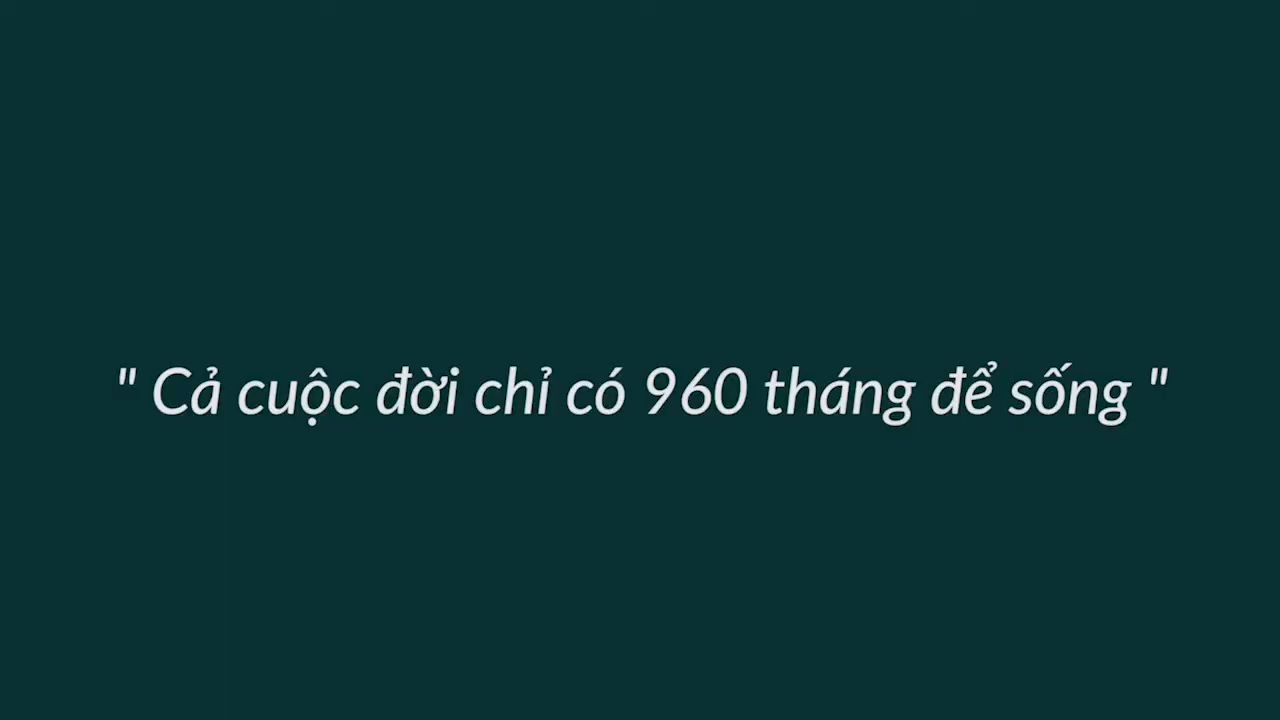 " Cả cuộc đời chỉ có 960 tháng để sống "